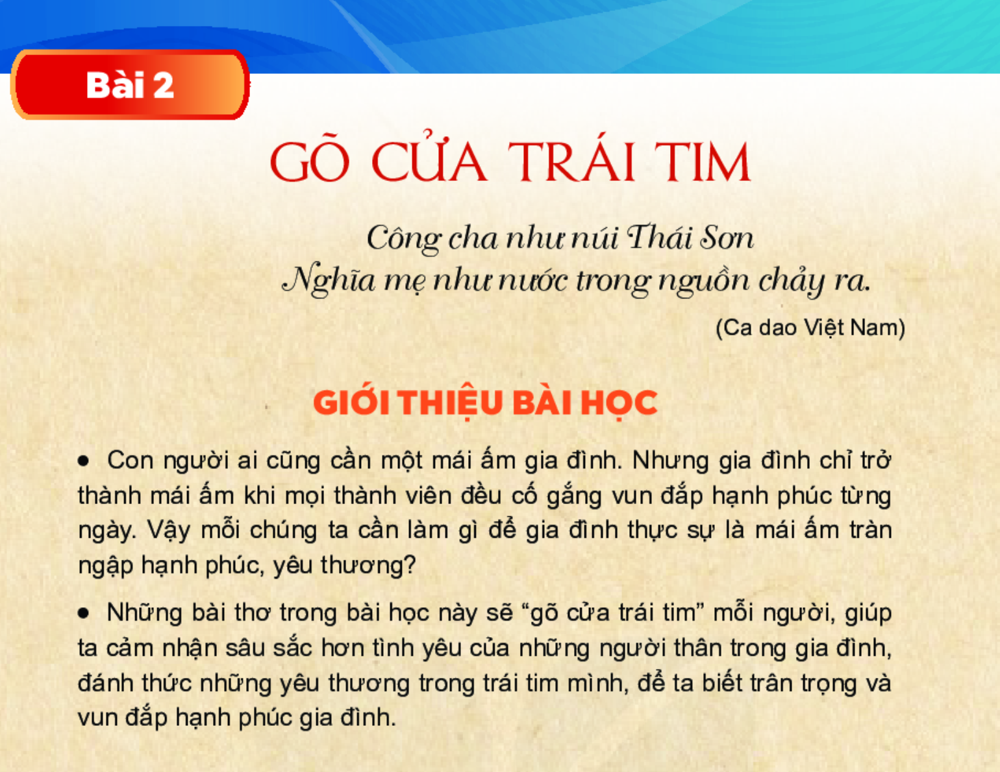 Bài 2
GÕ CỬA TRÁI TIM
Công cha như núi Thái Sơn
Nghĩa mẹ như nước trong nguồn chảy ra.
(Ca dao Việt Nam)
GIỚI THIỆU BÀI HỌC
● Con người ai cũng cần một mái ấm gia đình. Nhưng gia đình chỉ trở
thành mái ấm khi mọi thành viên đều cố gắng vun đắp hạnh phúc từng
ngày. Vậy mỗi chúng ta cần làm gì để gia đình thực sự là mái ấm tràn
ngập hạnh phúc, yêu thương?
● Những bài thơ trong bài học này sẽ “gõ cửa trái tim” mỗi người, giúp
ta cảm nhận sâu sắc hơn tình yêu của những người thân trong gia đình,
đánh thức những yêu thương trong trái tim mình, để ta biết trân trọng và
vun đắp hạnh phúc gia đình.